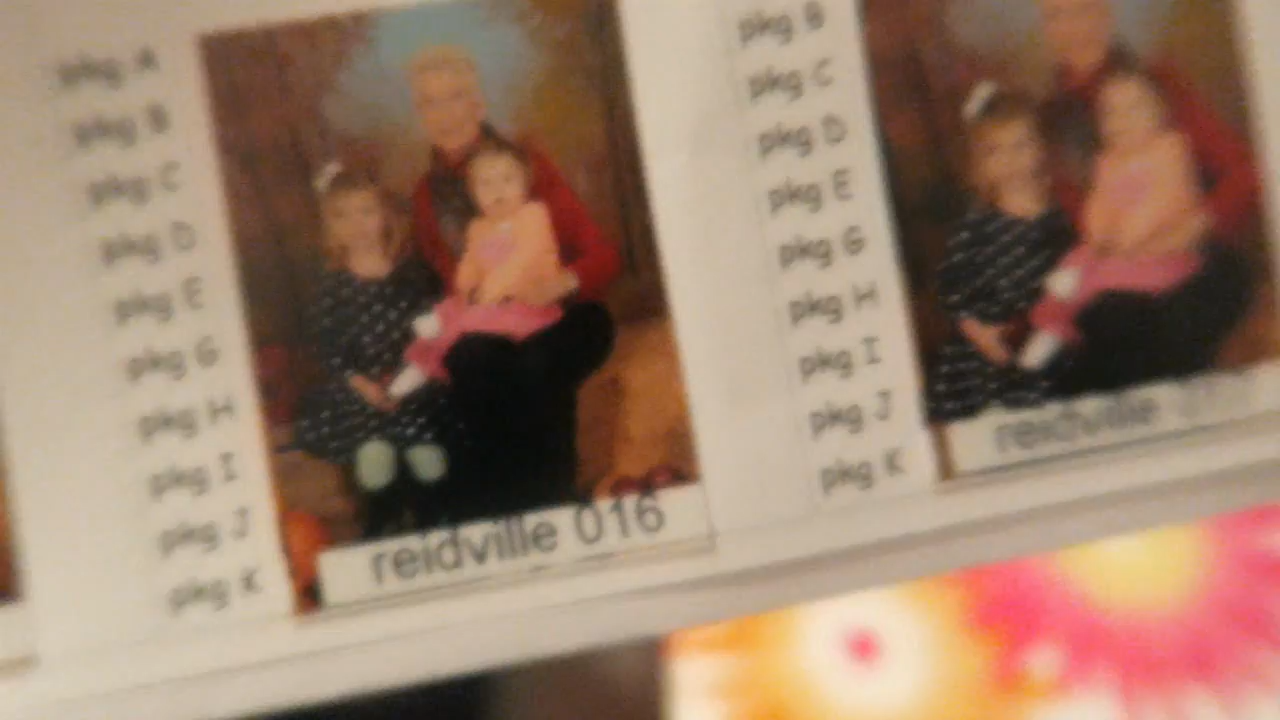 pkg A
pkg B
pkg C
pkg D
pkg E
pkg G
pkg H
pkg I
pkg J
pkg K
reidville 016
pkg B
pkg C
pkg D
pkg E
pkg G
pkg H
pkg I
pkg J
pkg K
reidville